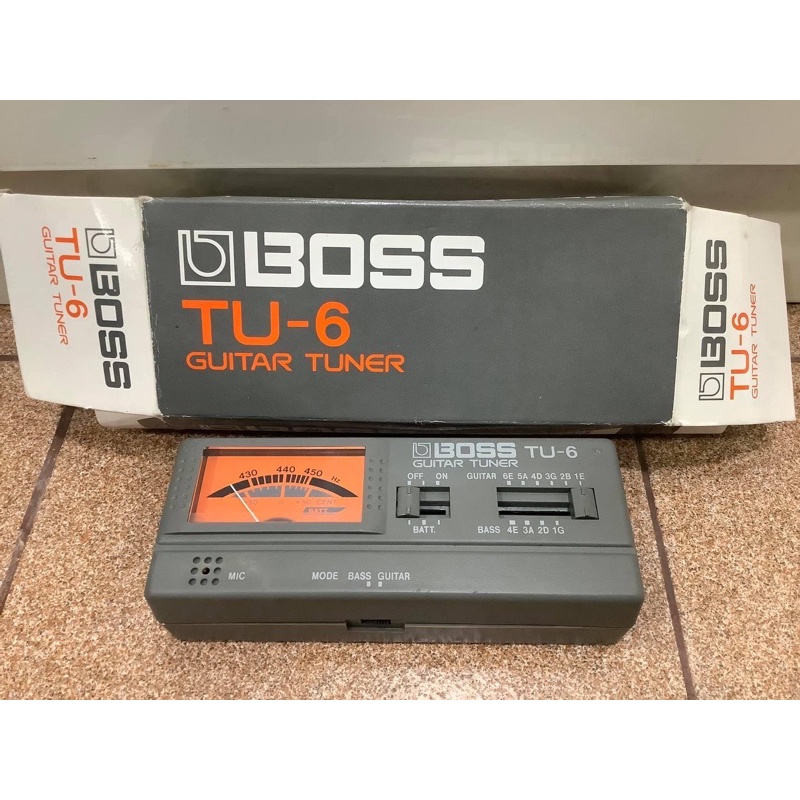 BOSS
TU-6
GUITAR TUNER
BOSS
TU-6
GUITAR TUNER
BOSS
TU-6
GUITAR TUNER
BOSS TU-6
GUITAR TUNER
430 440 450 Hz
CENT
BATT.
OFF ON
BATT.
GUITAR 6E 5A 4D 3G 2B 1E
BASS 4E 3A 2D 1G
MIC
MODE BASS GUITAR